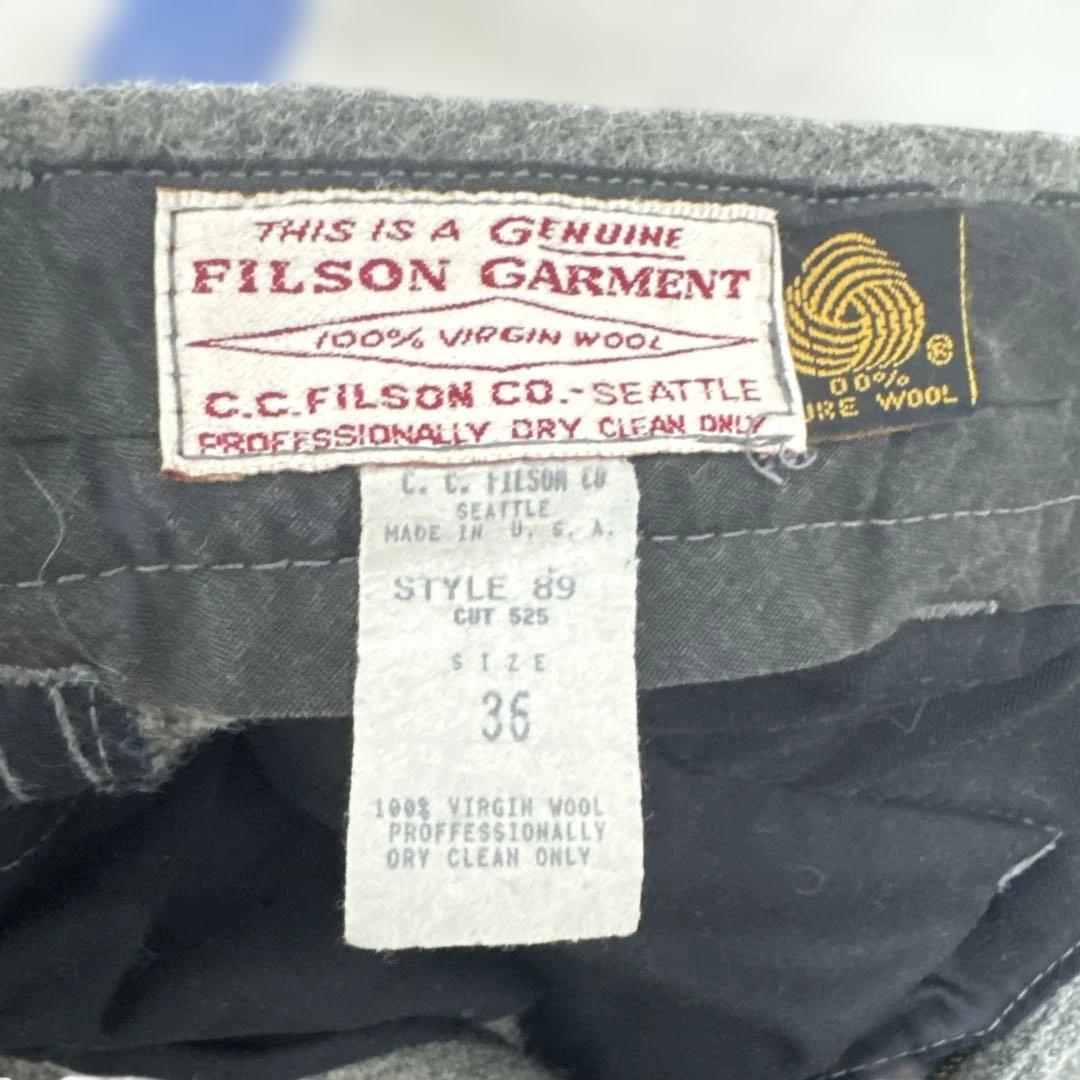 THIS IS A GENUINE
FILSON GARMENT
100% VIRGIN WOOL
C.C. FILSON CO.-SEATTLE
PROFESSIONALLY DRY CLEAN ONLY
®
00%
URE WOOL
C. C. FILSON CO
SEATTLE
MADE IN U. S. A.
STYLE 89
CUT 525
SIZE
36
100% VIRGIN WOOL
PROFFESSIONALLY
DRY CLEAN ONLY